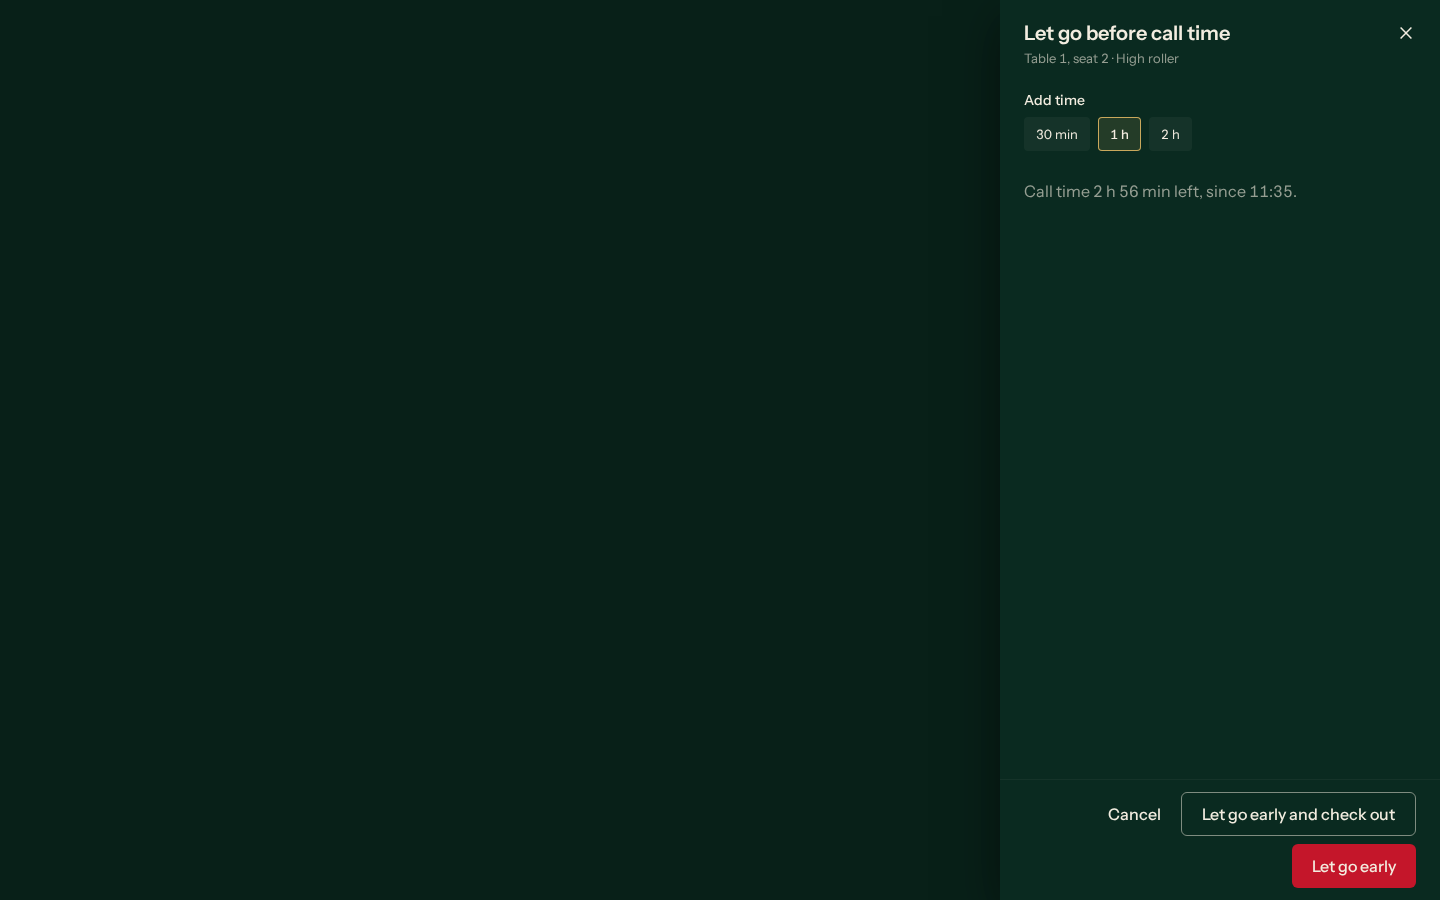 Let go before call time
Table 1, seat 2 · High roller
Add time
30 min
1 h
2 h
Call time 2 h 56 min left, since 11:35.
Cancel
Let go early and check out
Let go early